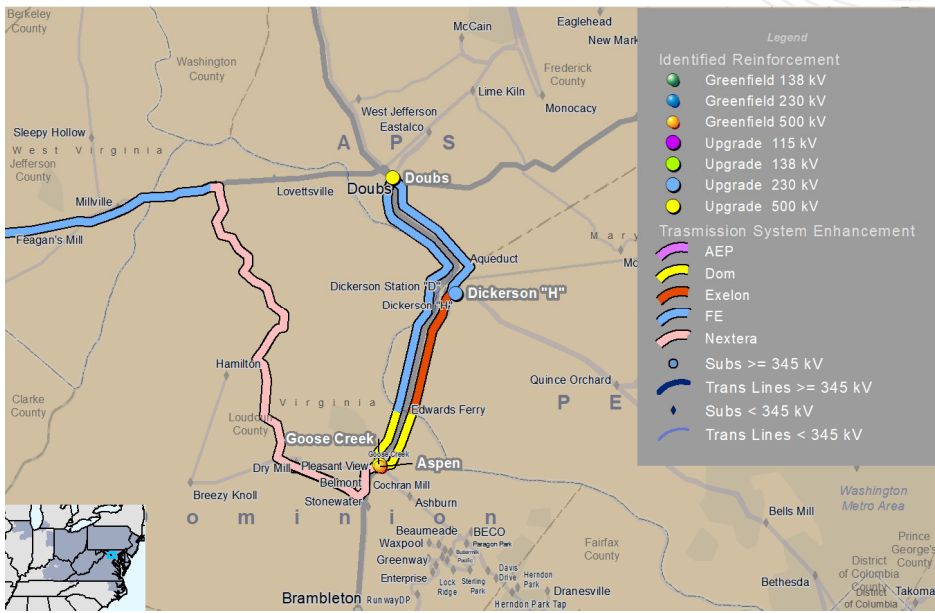 Berkeley
County
Eaglehead
McCain
New Mark
Washington
County
Frederick
County
Lime Kiln
Monocacy
West Jefferson
Eastalco
Sleepy Hollow
A P S
West Virginia
Jefferson
County
Doubs
Doubs
Lovettsville
Millville
Feagan's Mill
Mary
Aqueduct
Mc
Dickerson Station "D"
Dickerson "H"
Dickerson "H"
Hamilton
Quince Orchard
P E
Clarke
County
Virginia
Loudoun
County
Edwards Ferry
Goose Creek
Goose Creek
Dry Mill
Pleasant View
Aspen
Belmont
Cochran Mill
Breezy Knoll
Stonewater
Ashburn
Washington
Metro Area
ominion
Bells Mill
Beaumeade
BECO
Waxpool
Paragon Park
Fairfax
County
Prince
George's
County
Greenway
Buttermilk
Pacific
Enterprise
Lock
Ridge
Sterling
Park
Davis
Drive
Herndon
Park
District
of Columbia
County
District
of Columbia
Bethesda
Dranesville
Takoma
Brambleton
RunwayDP
Herndon Park Tap
Legend
Identified Reinforcement
Greenfield 138 kV
Greenfield 230 kV
Greenfield 500 kV
Upgrade 115 kV
Upgrade 138 kV
Upgrade 230 kV
Upgrade 500 kV
Trasmission System Enhancement
AEP
Dom
Exelon
FE
Nextera
Subs >= 345 kV
Trans Lines >= 345 kV
Subs < 345 kV
Trans Lines < 345 kV